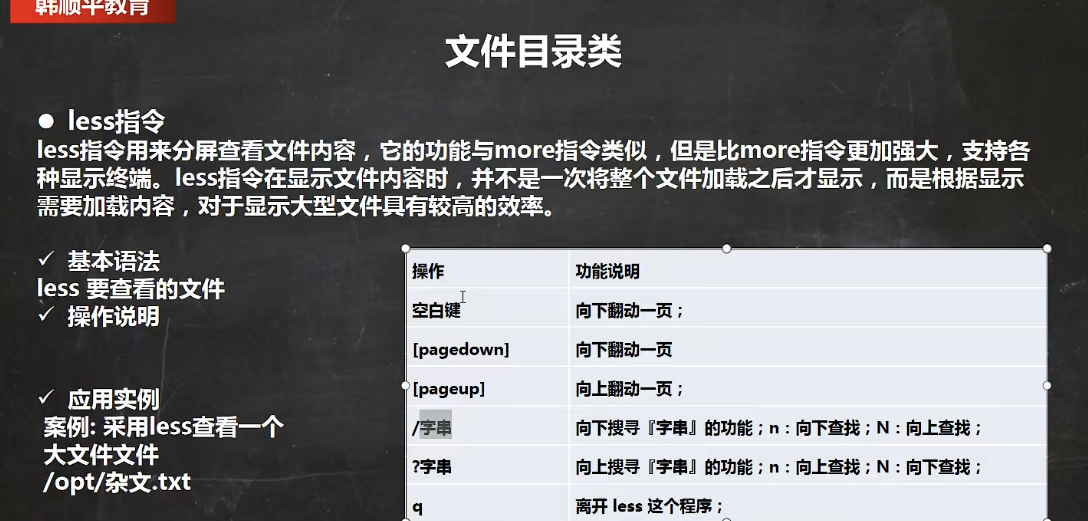 韩顺平教育
文件目录类
● less指令
less指令用来分屏查看文件内容，它的功能与more指令类似，但是比more指令更加强大，支持各
种显示终端。less指令在显示文件内容时，并不是一次将整个文件加载之后才显示，而是根据显示
需要加载内容，对于显示大型文件具有较高的效率。
✓ 基本语法
less 要查看的文件
✓ 操作说明
✓ 应用实例
案例: 采用less查看一个
大文件文件
/opt/杂文.txt
操作 功能说明
空白键 向下翻动一页；
[pagedown] 向下翻动一页
[pageup] 向上翻动一页；
/字串 向下搜寻『字串』的功能；n：向下查找；N：向上查找；
?字串 向上搜寻『字串』的功能；n：向上查找；N：向下查找；
q 离开 less 这个程序；